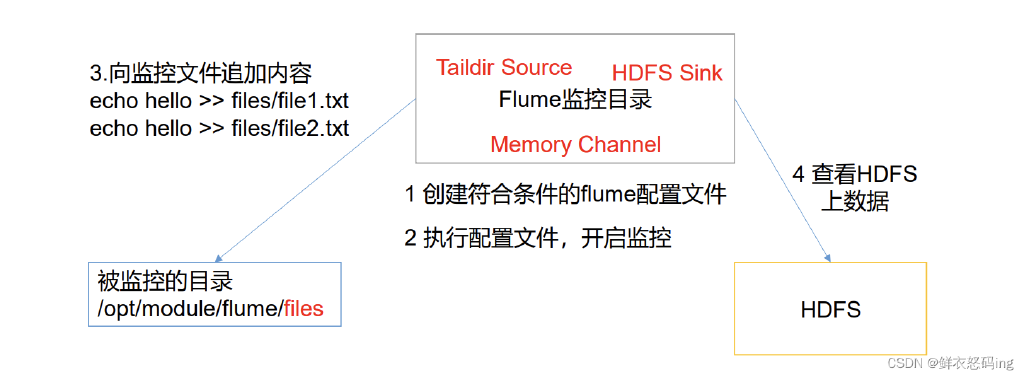 3.向监控文件追加内容
echo hello >> files/file1.txt
echo hello >> files/file2.txt
Taildir Source
HDFS Sink
Flume监控目录
Memory Channel
1 创建符合条件的flume配置文件
2 执行配置文件，开启监控
4 查看HDFS
上数据
被监控的目录
/opt/module/flume/files
HDFS
CSDN @鲜衣怒码ing